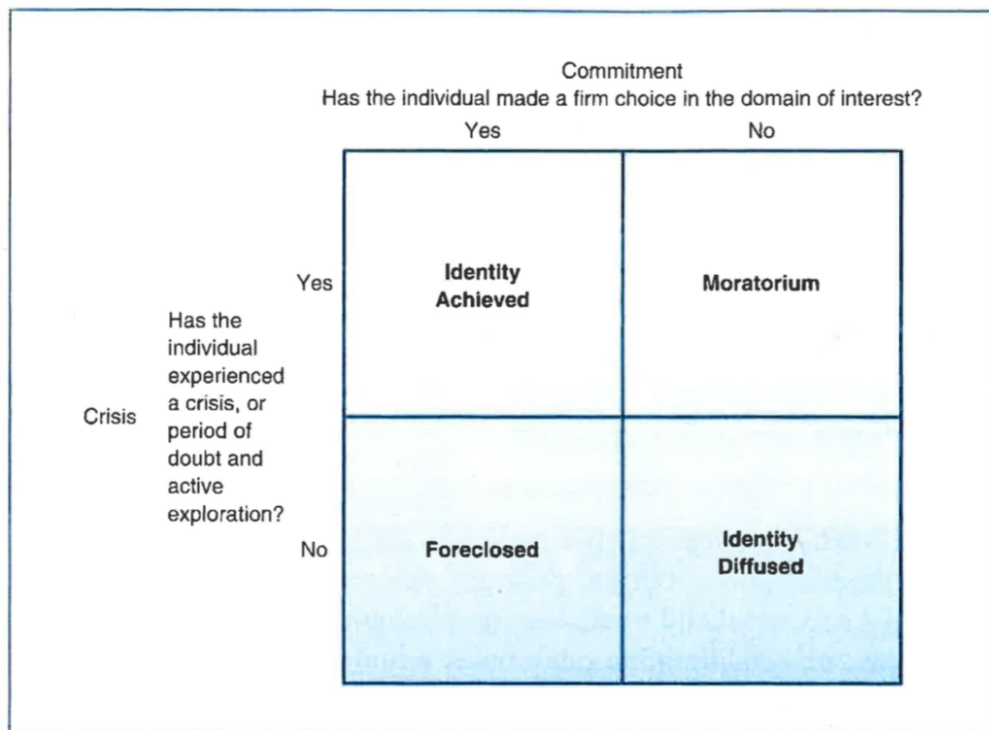 Commitment
Has the individual made a firm choice in the domain of interest?
Yes No
Yes
Identity
Achieved
Moratorium
Crisis
Has the
individual
experienced
a crisis, or
period of
doubt and
active
exploration?
No
Foreclosed
Identity
Diffused